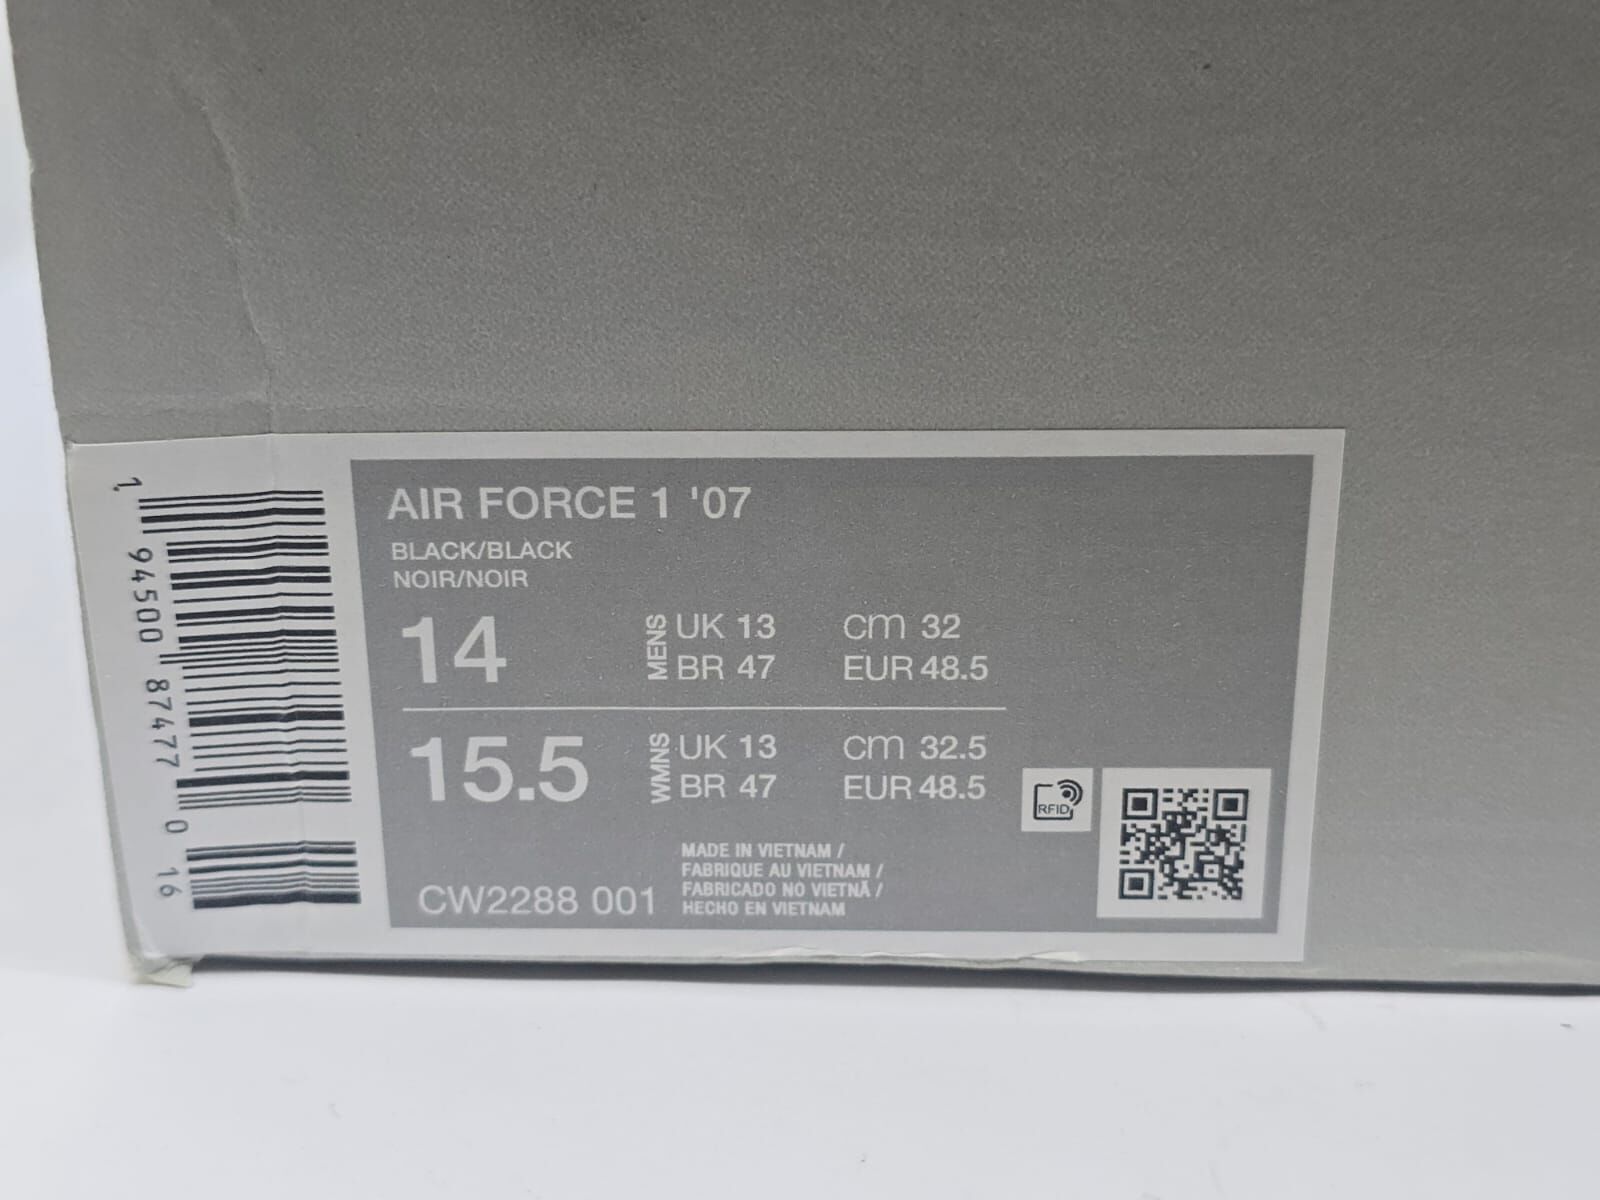 AIR FORCE 1 '07
BLACK/BLACK
NOIR/NOIR
14 MENS UK 13 cm 32
BR 47 EUR 48.5
15.5 WMNS UK 13 cm 32.5
BR 47 EUR 48.5
RFID
MADE IN VIETNAM /
FABRIQUE AU VIETNAM /
FABRICADO NO VIETNÃ /
HECHO EN VIETNAM
CW2288 001
1. 94500 87477 0 16